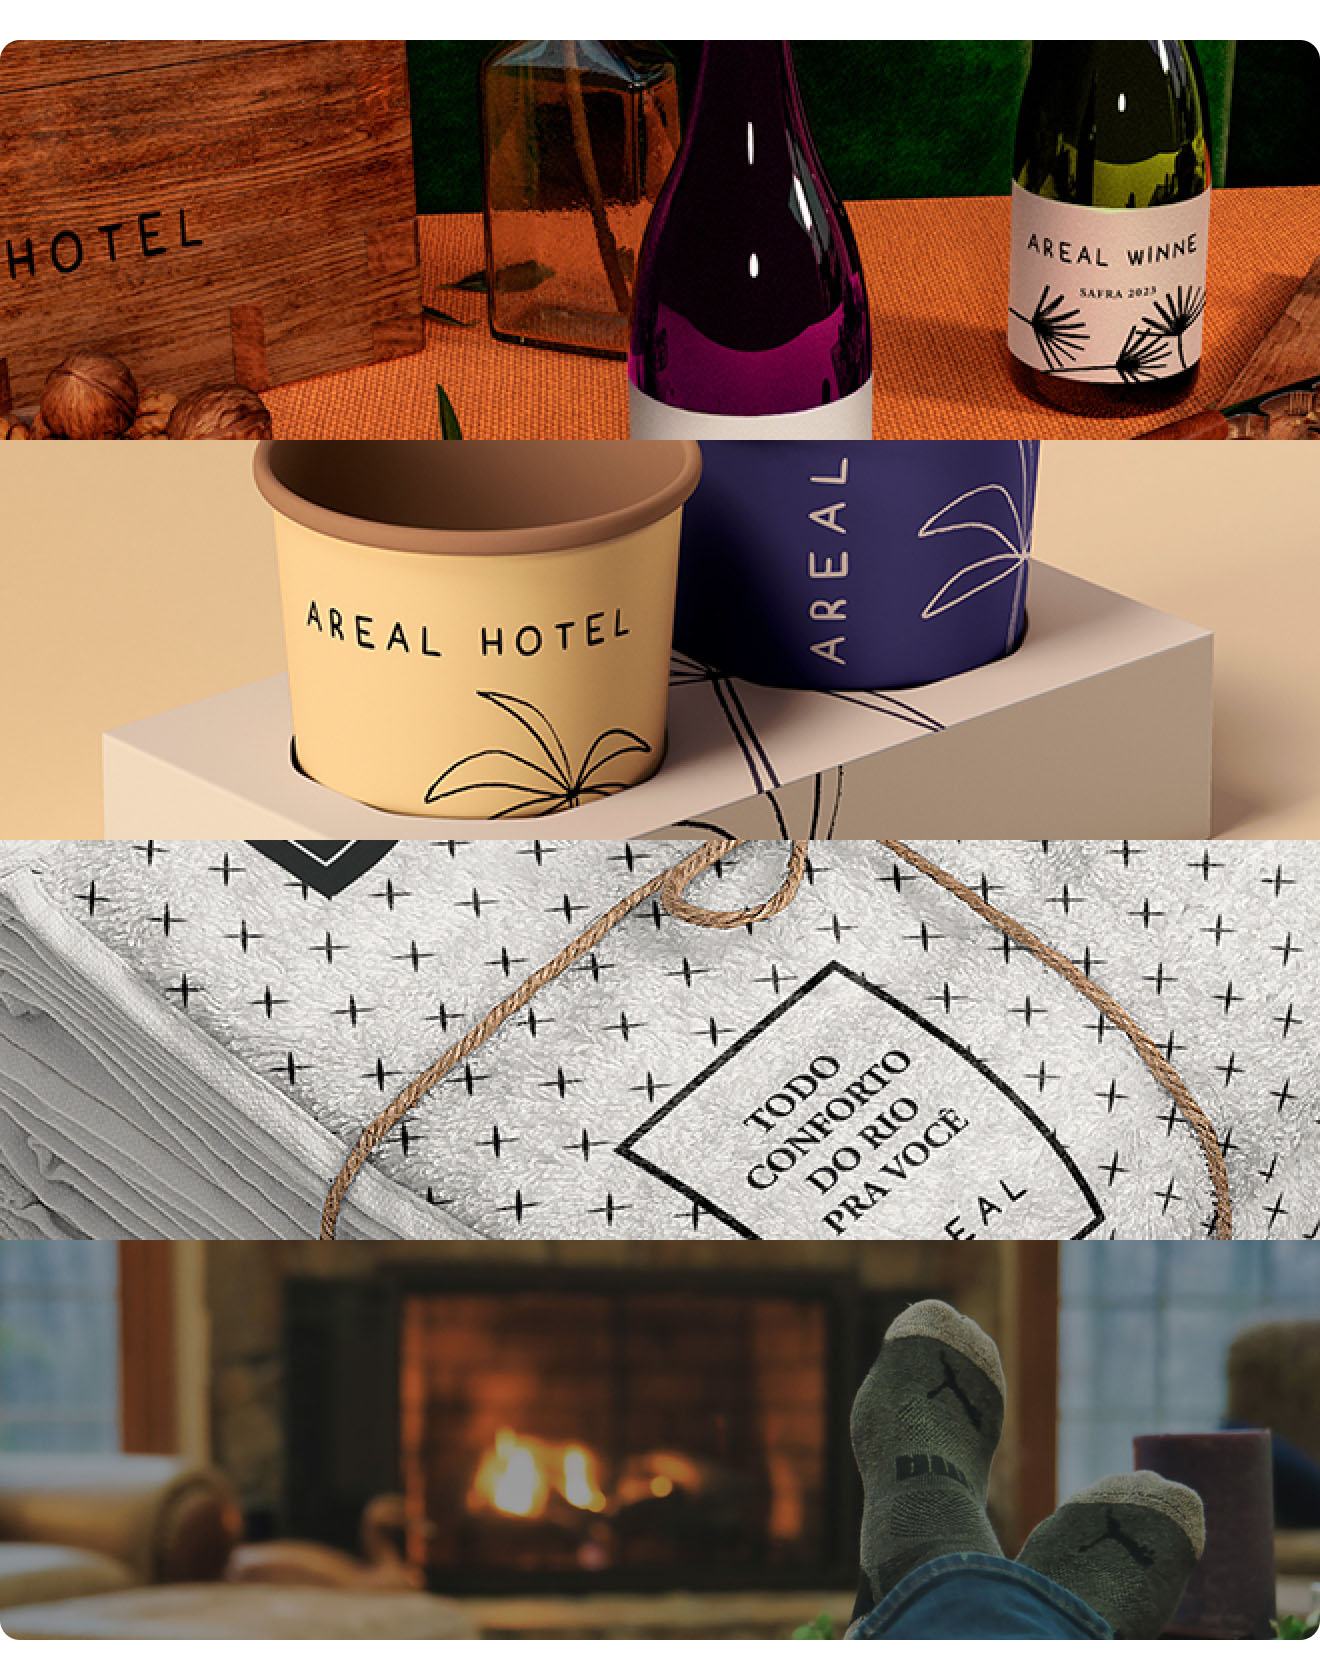 HOTEL
AREAL WINNE
SAFRA 2023
AREAL HOTEL
AREAL
TODO
CONFORTO
DO RIO
PRA VOCÊ
EAL